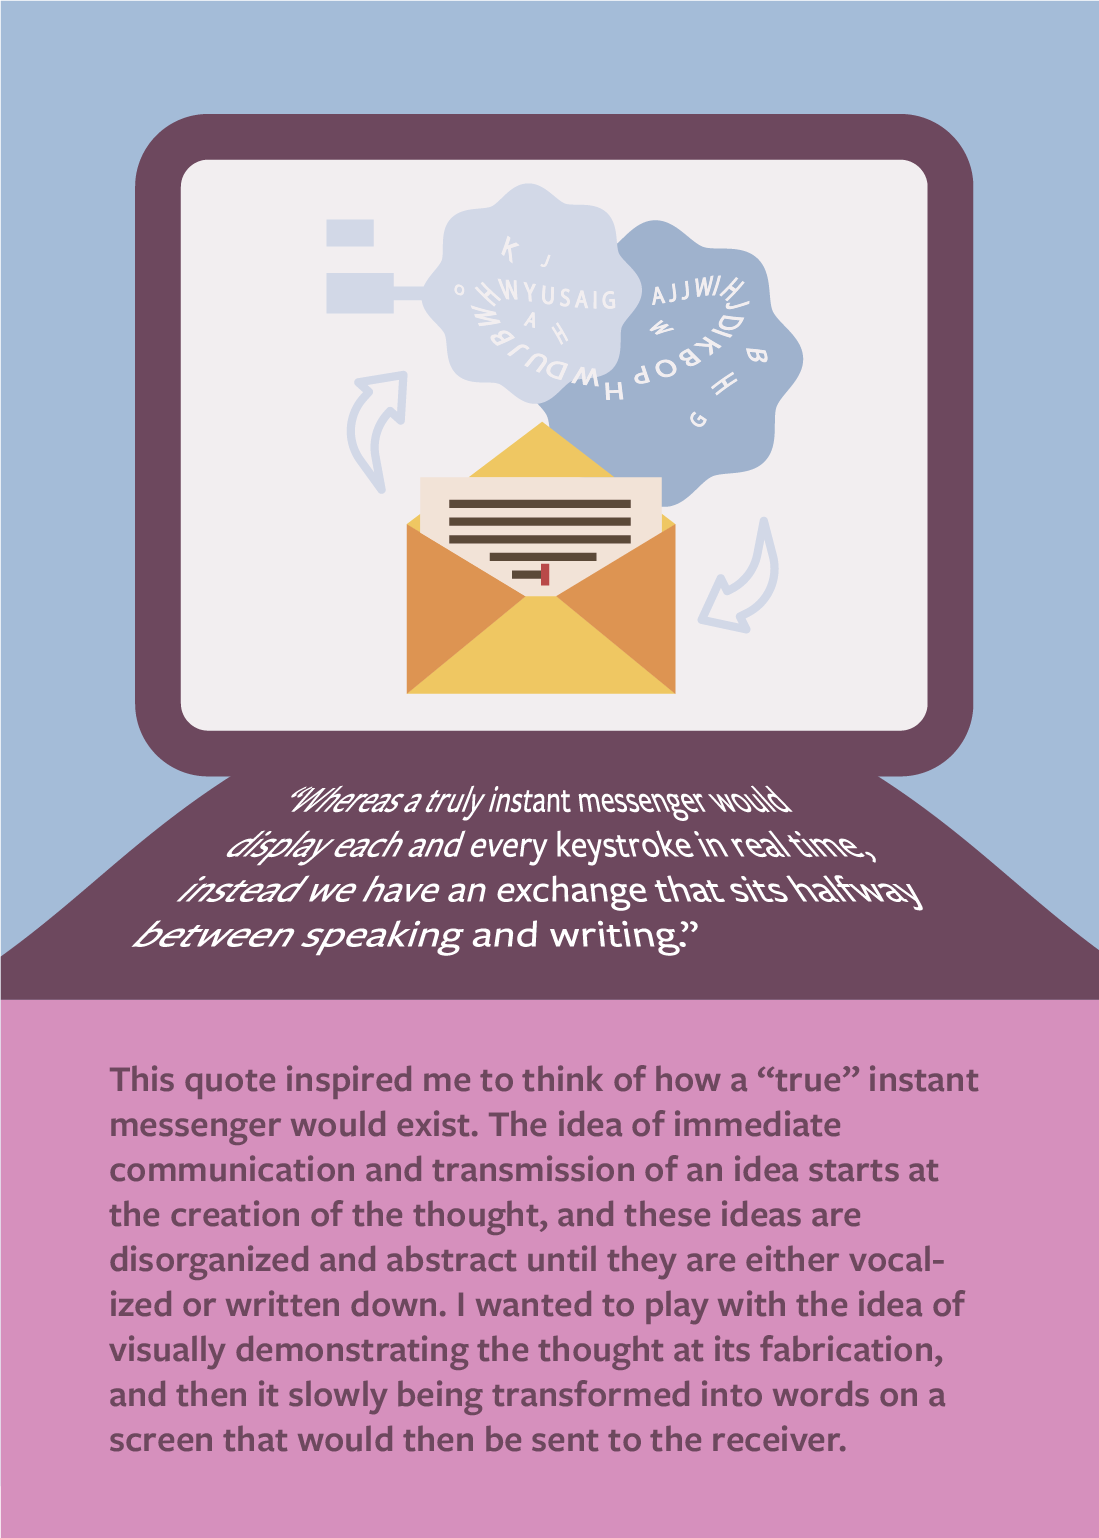 K J
O HWYUSAIG
AJJWIHJDIKBOPHWDUJBWH
A H
W
B
H
G
“Whereas a truly instant messenger would
display each and every keystroke in real time,
instead we have an exchange that sits halfway
between speaking and writing.”
This quote inspired me to think of how a “true” instant
messenger would exist. The idea of immediate
communication and transmission of an idea starts at
the creation of the thought, and these ideas are
disorganized and abstract until they are either vocal-
ized or written down. I wanted to play with the idea of
visually demonstrating the thought at its fabrication,
and then it slowly being transformed into words on a
screen that would then be sent to the receiver.